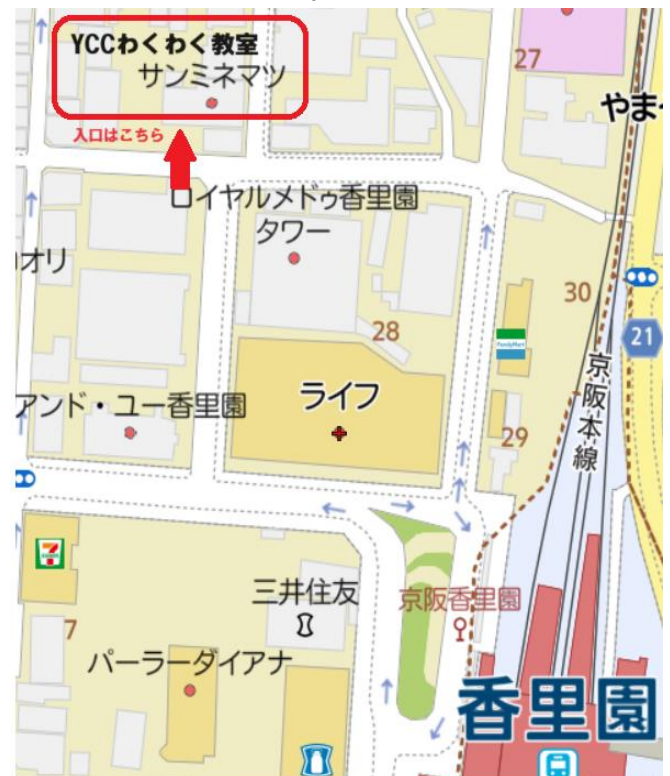 YCCわくわく教室
サンミネマツ
27
やま
入口はこちら
ロイヤルメドゥ香里園
タワー
オリ
30
28
21
FamilyMart
京阪本線
ライフ
アンド・ユー香里園
29
三井住友
京阪香里園
7
7
パーラーダイアナ
香里園